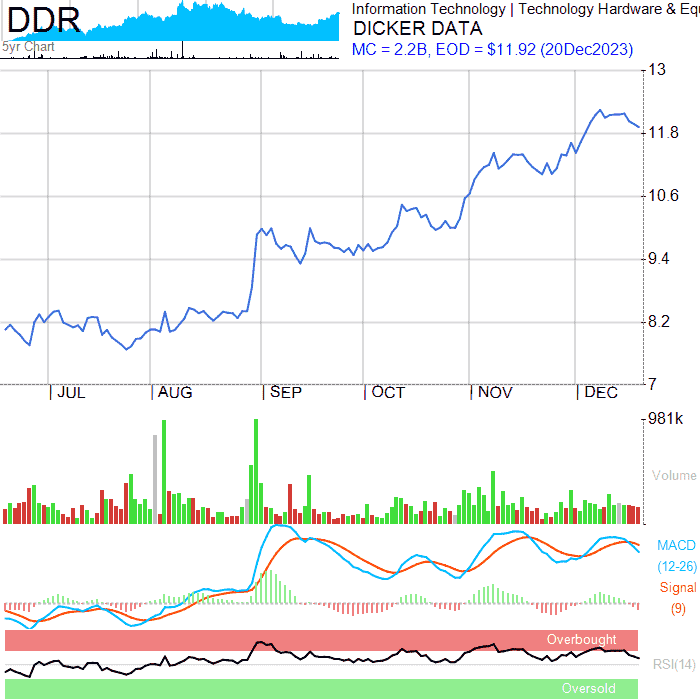 DDR
5yr Chart
Information Technology | Technology Hardware & Equ
DICKER DATA
MC = 2.2B, EOD = $11.92 (20Dec2023)
13
11.8
10.6
9.4
8.2
7
JUL AUG SEP OCT NOV DEC
981k
Volume
MACD
(12-26)
Signal
(9)
Overbought
RSI(14)
Oversold